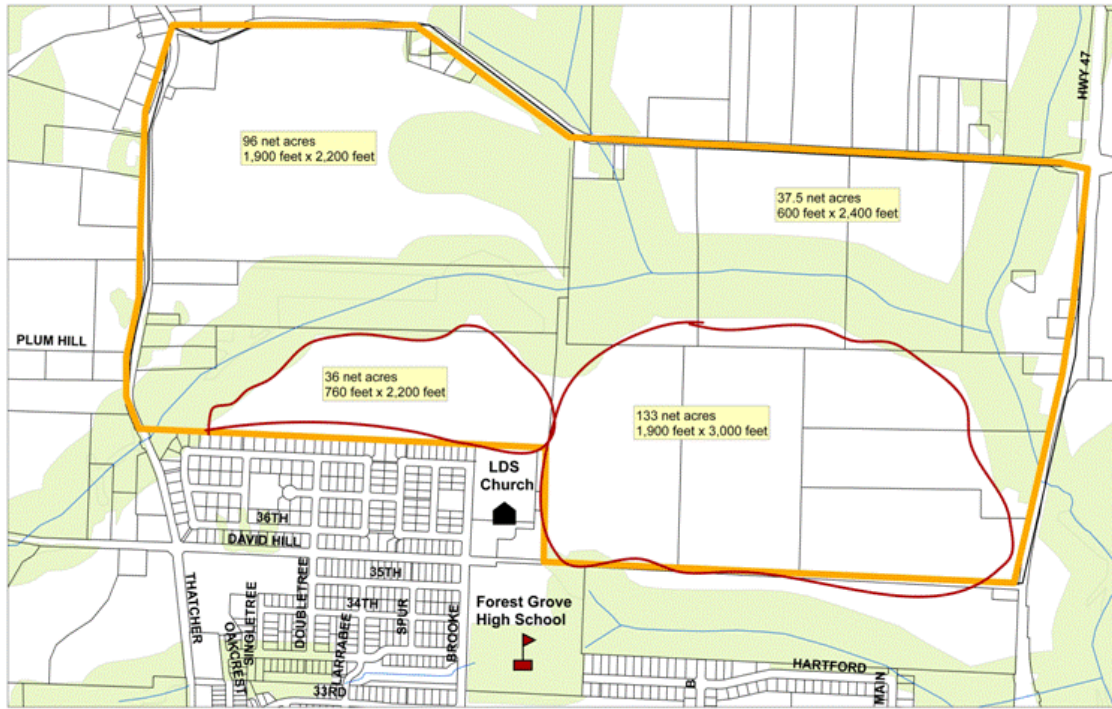 HWY 47
96 net acres
1,900 feet x 2,200 feet
37.5 net acres
600 feet x 2,400 feet
PLUM HILL
36 net acres
760 feet x 2,200 feet
133 net acres
1,900 feet x 3,000 feet
LDS
Church
36TH
DAVID HILL
35TH
34TH
33RD
THATCHER
OAKCREST
SINGLETREE
DOUBLETREE
LARRABEE
SPUR
BROOKE
Forest Grove
High School
HARTFORD
B
MAIN